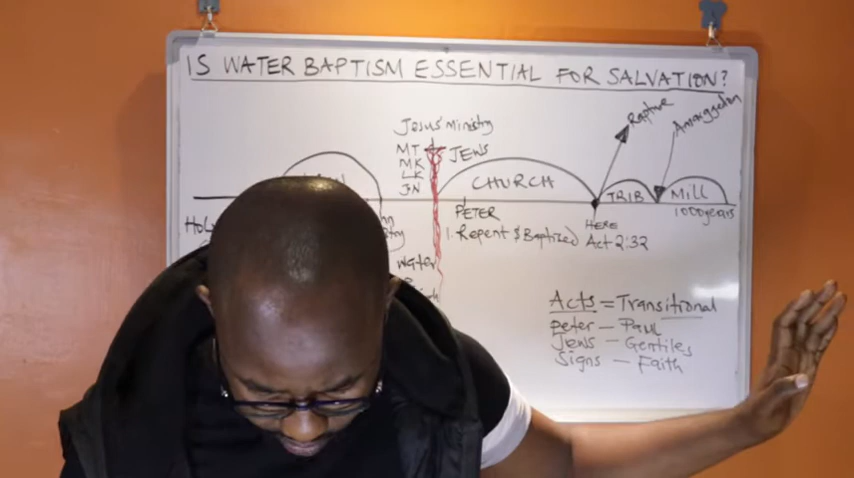 IS WATER BAPTISM ESSENTIAL FOR SALVATION?
Jesus' Ministry
Rapture
Armaggedon
MT
MK
LK
JN
JEWS
CHURCH
TRIB
Mill
1000years
PETER
1. Repent & Baptized
HERE
Act 2:32
water
Acts = Transitional
Peter — Paul
Jews — Gentiles
Signs — Faith